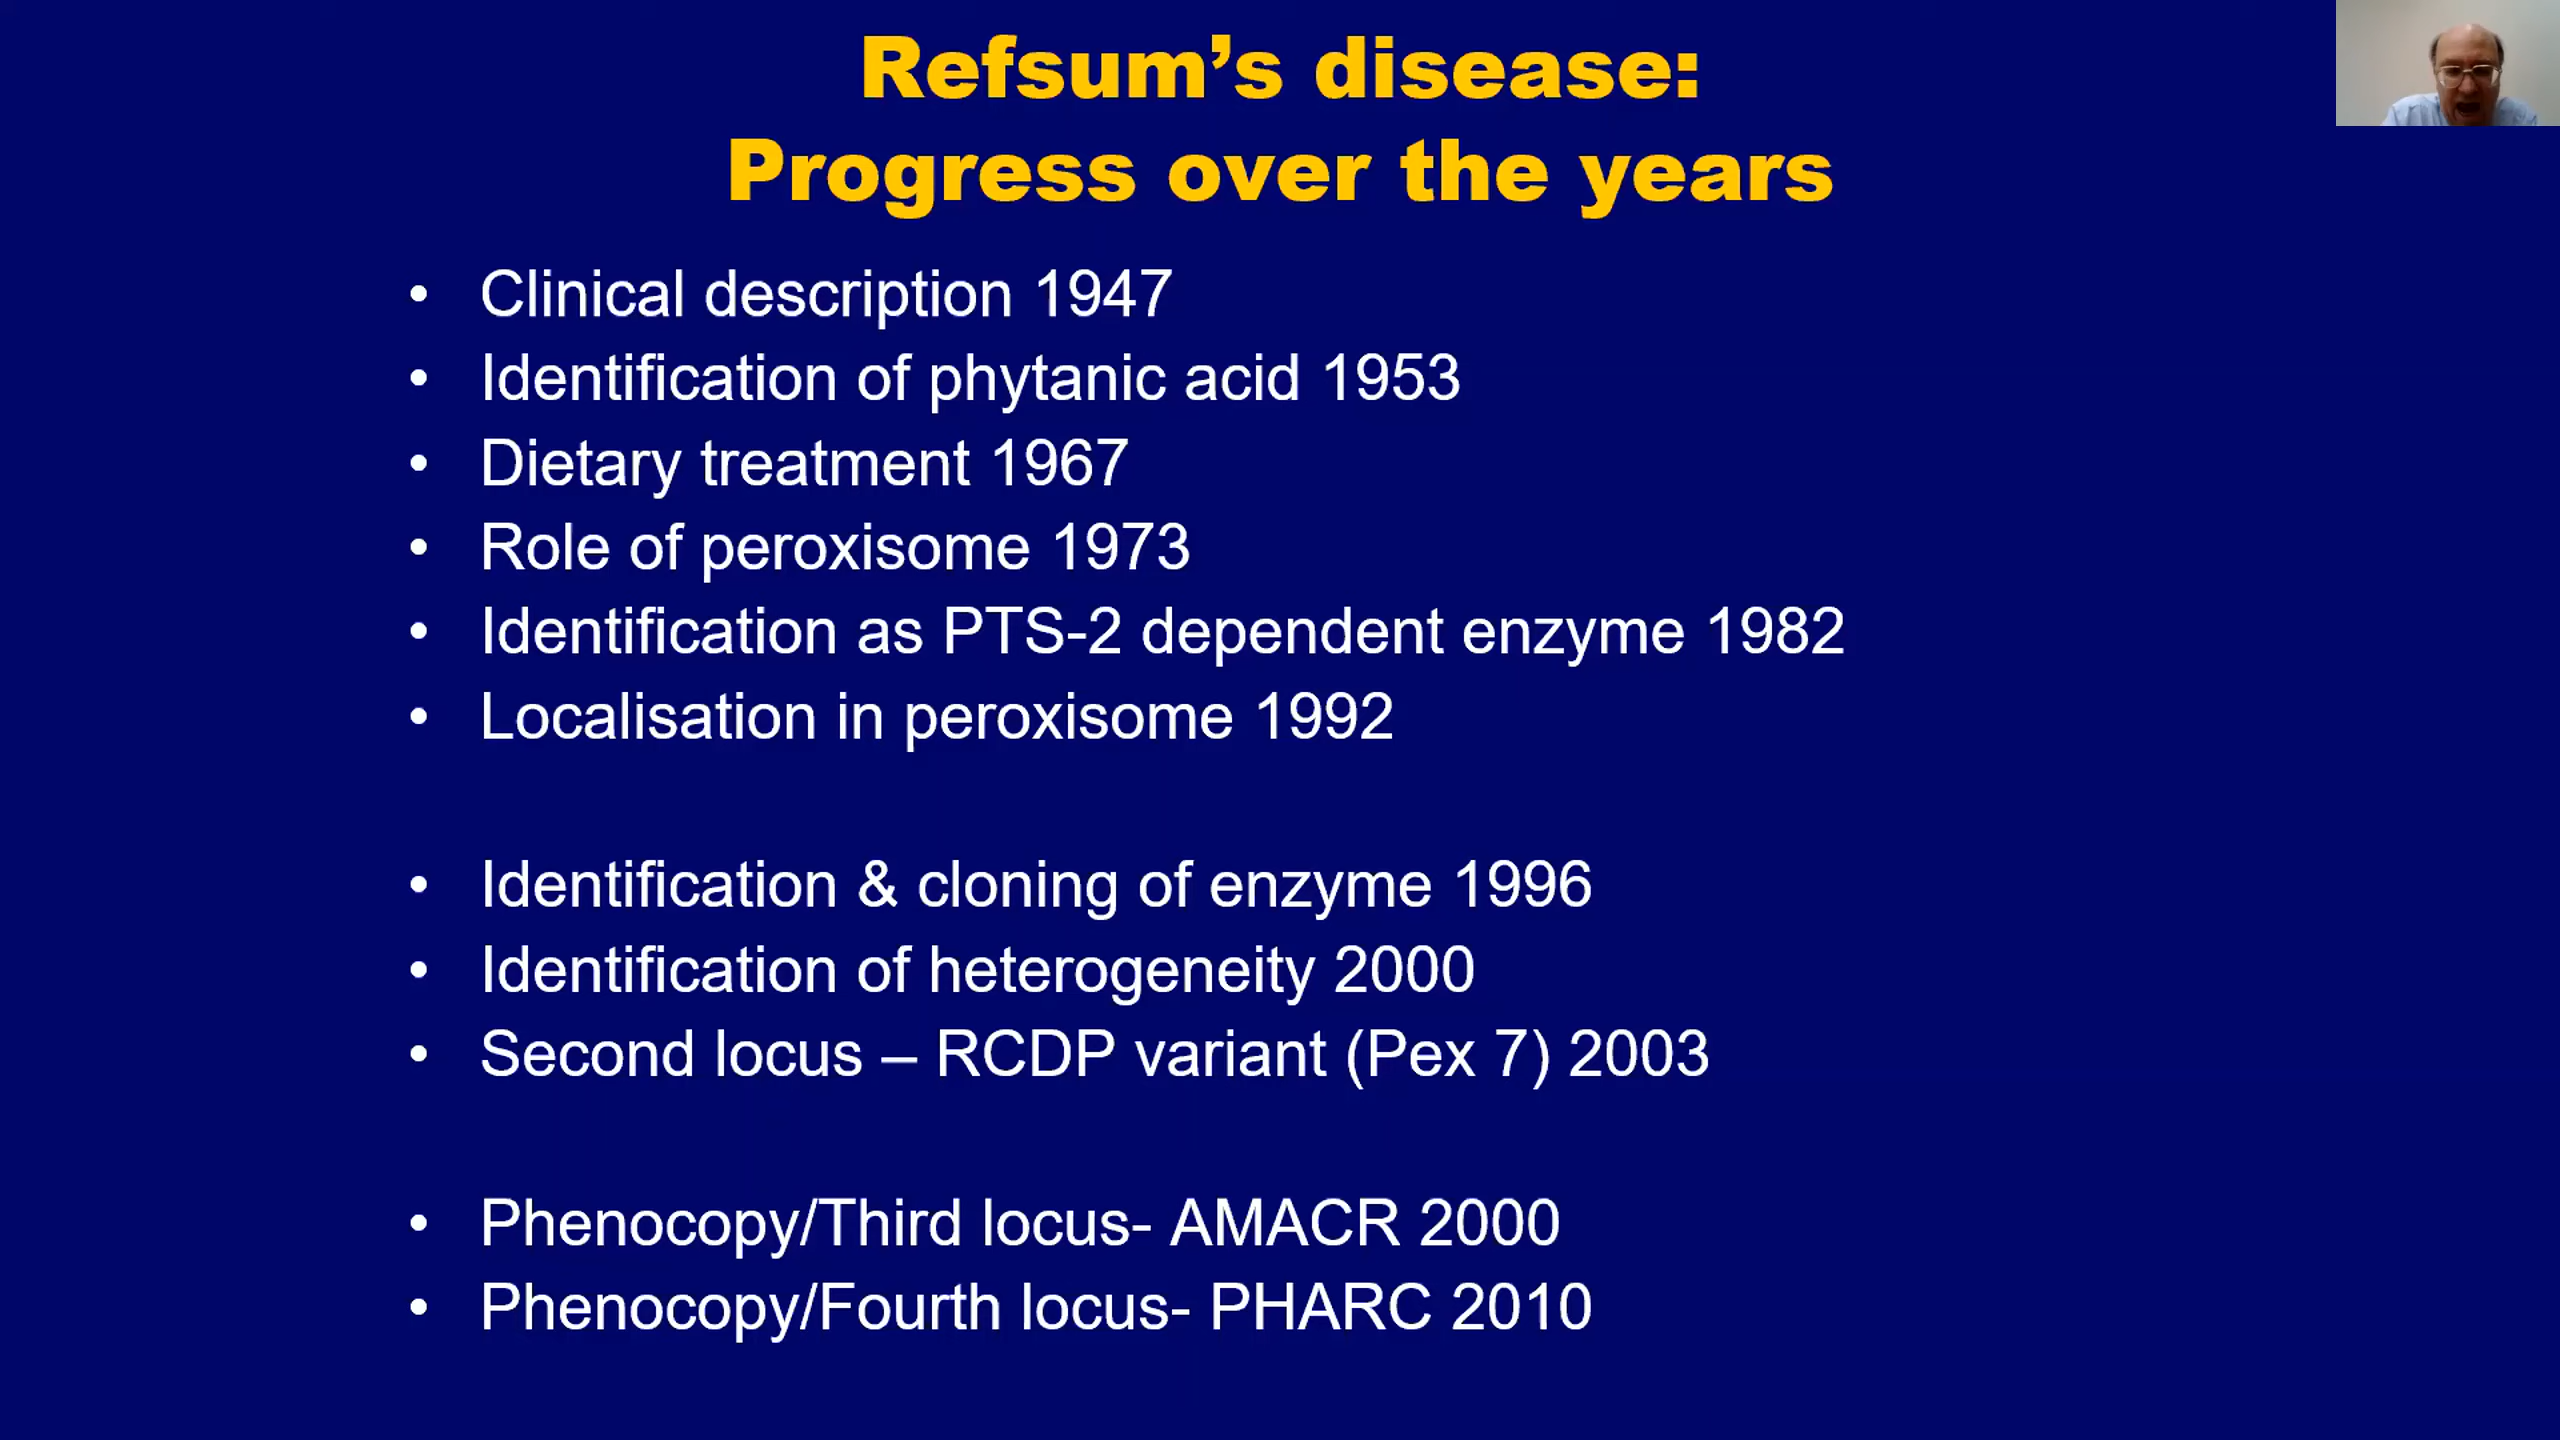 Refsum’s disease:
Progress over the years
• Clinical description 1947
• Identification of phytanic acid 1953
• Dietary treatment 1967
• Role of peroxisome 1973
• Identification as PTS-2 dependent enzyme 1982
• Localisation in peroxisome 1992
• Identification & cloning of enzyme 1996
• Identification of heterogeneity 2000
• Second locus – RCDP variant (Pex 7) 2003
• Phenocopy/Third locus- AMACR 2000
• Phenocopy/Fourth locus- PHARC 2010